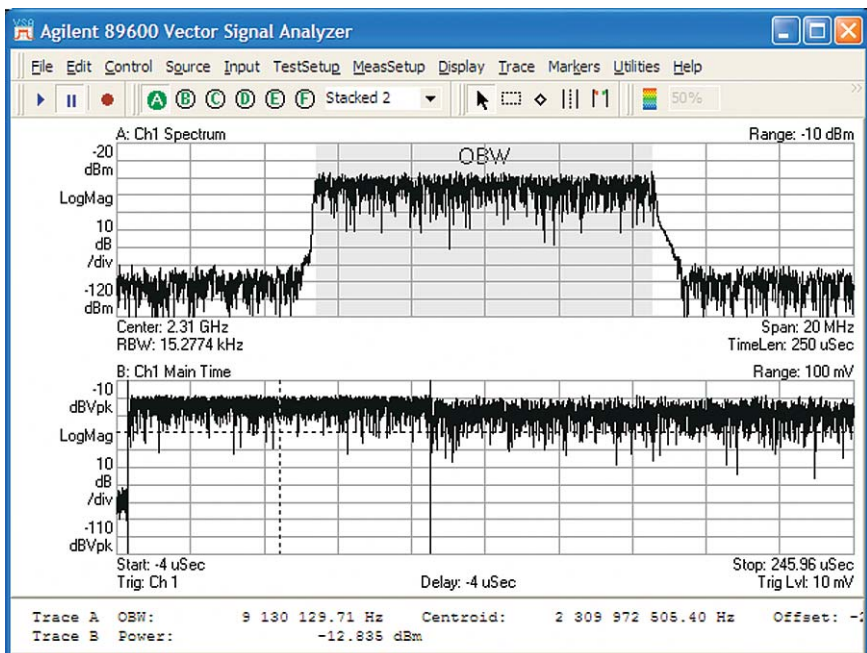 VSA Agilent 89600 Vector Signal Analyzer
File Edit Control Source Input TestSetup MeasSetup Display Trace Markers Utilities Help
A B C D E F Stacked 2 50%
A: Ch1 Spectrum Range: -10 dBm
-20
dBm
OBW
LogMag
10
dB
/div
-120
dBm
Center: 2.31 GHz Span: 20 MHz
RBW: 15.2774 kHz TimeLen: 250 uSec
B: Ch1 Main Time Range: 100 mV
-10
dBVpk
LogMag
10
dB
/div
-110
dBVpk
Start: -4 uSec Stop: 245.96 uSec
Trig: Ch 1 Delay: -4 uSec Trig Lvl: 10 mV
Trace A OBW: 9 130 129.71 Hz Centroid: 2 309 972 505.40 Hz Offset: -2
Trace B Power: -12.835 dBm